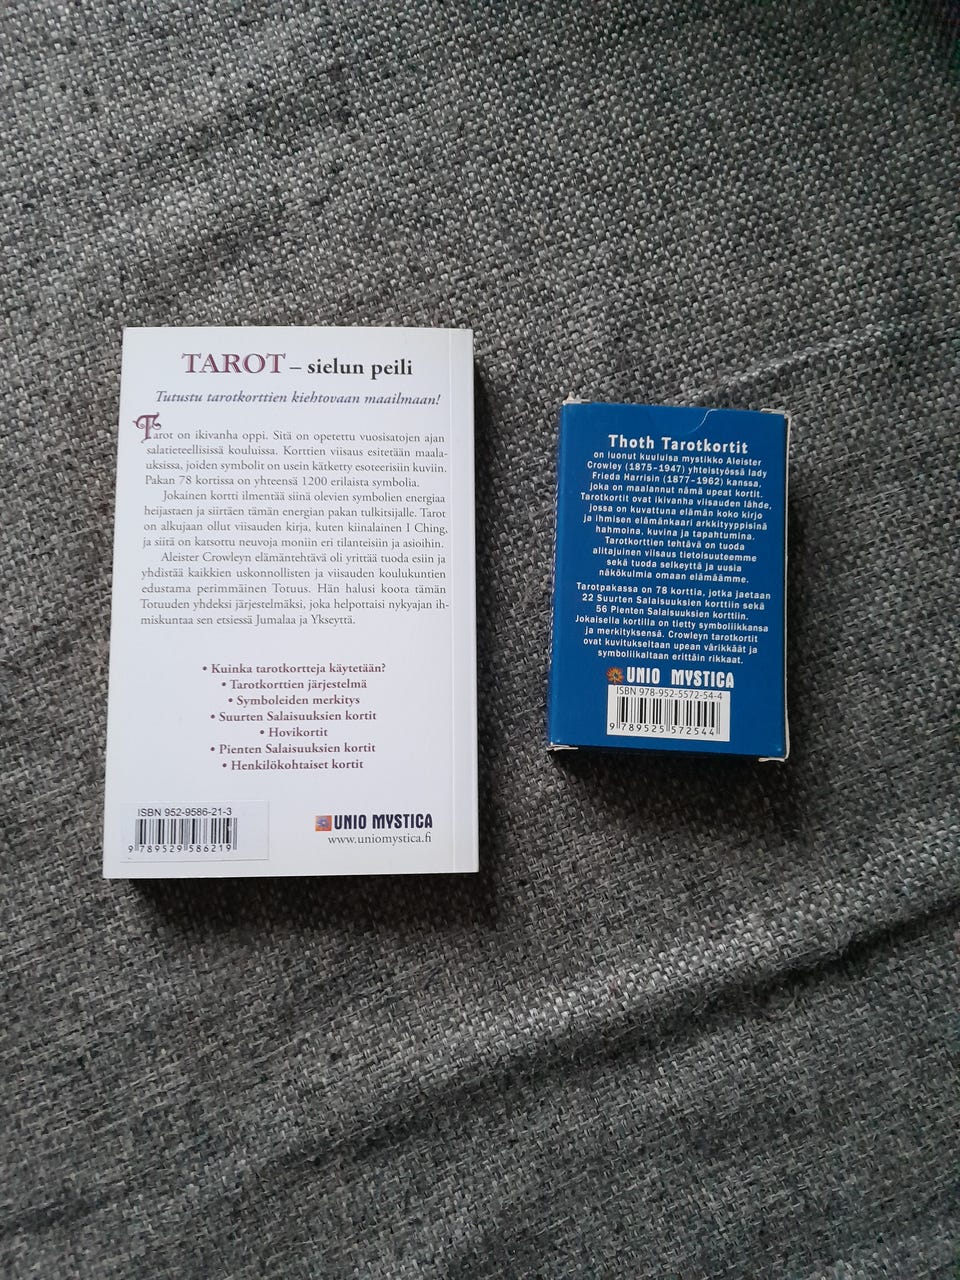 TAROT – sielun peili
Tutustu tarotkorttien kiehtovaan maailmaan!
Tarot on ikivanha oppi. Sitä on opetettu vuosisatojen ajan
salatieteellisissä kouluissa. Korttien viisaus esitetään maala-
uksissa, joiden symbolit on usein kätketty esoteerisiin kuviin.
Pakan 78 kortissa on yhteensä 1200 erilaista symbolia.
Jokainen kortti ilmentää siinä olevien symbolien energiaa
heijastaen ja siirtäen tämän energian pakan tulkitsijalle. Tarot
on alkujaan ollut viisauden kirja, kuten kiinalainen I Ching,
ja siitä on katsottu neuvoja moniin eri tilanteisiin ja asioihin.
Aleister Crowleyn elämäntehtävä oli yrittää tuoda esiin ja
yhdistää kaikkien uskonnollisten ja viisauden koulukuntien
edustama perimmäinen Totuus. Hän halusi koota tämän
Totuuden yhdeksi järjestelmäksi, joka helpottaisi nykyajan ih-
miskuntaa sen etsiessä Jumalaa ja Ykseyttä.
• Kuinka tarotkortteja käytetään?
• Tarotkorttien järjestelmä
• Symboleiden merkitys
• Suurten Salaisuuksien kortit
• Hovikortit
• Pienten Salaisuuksien kortit
• Henkilökohtaiset kortit
ISBN 952-9586-21-3
9 789529 586219
UNIO MYSTICA
www.uniomystica.fi
Thoth Tarotkortit
on luonut kuuluisa mystikko Aleister
Crowley (1875-1947) yhteistyössä lady
Frieda Harrisin (1877-1962) kanssa,
joka on maalannut nämä upeat kortit.
Tarotkortit ovat ikivanha viisauden lähde,
jossa on kuvattuna elämän koko kirjo
ja ihmisen elämänkaari arkkityyppisinä
hahmoina, kuvina ja tapahtumina.
Tarotkorttien tehtävä on tuoda
alitajuinen viisaus tietoisuuteemme
sekä tuoda selkeyttä ja uusia
näkökulmia omaan elämäämme.
Tarotpakassa on 78 korttia, jotka jaetaan
22 Suurten Salaisuuksien korttiin sekä
56 Pienten Salaisuuksien korttiin.
Jokaisella kortilla on tietty symboliikkansa
ja merkityksensä. Crowleyn tarotkortit
ovat kuvitukseltaan upean värikkäät ja
symboliikaltaan erittäin rikkaat.
UNIO MYSTICA
ISBN 978-952-5572-54-4
9 789525 572544